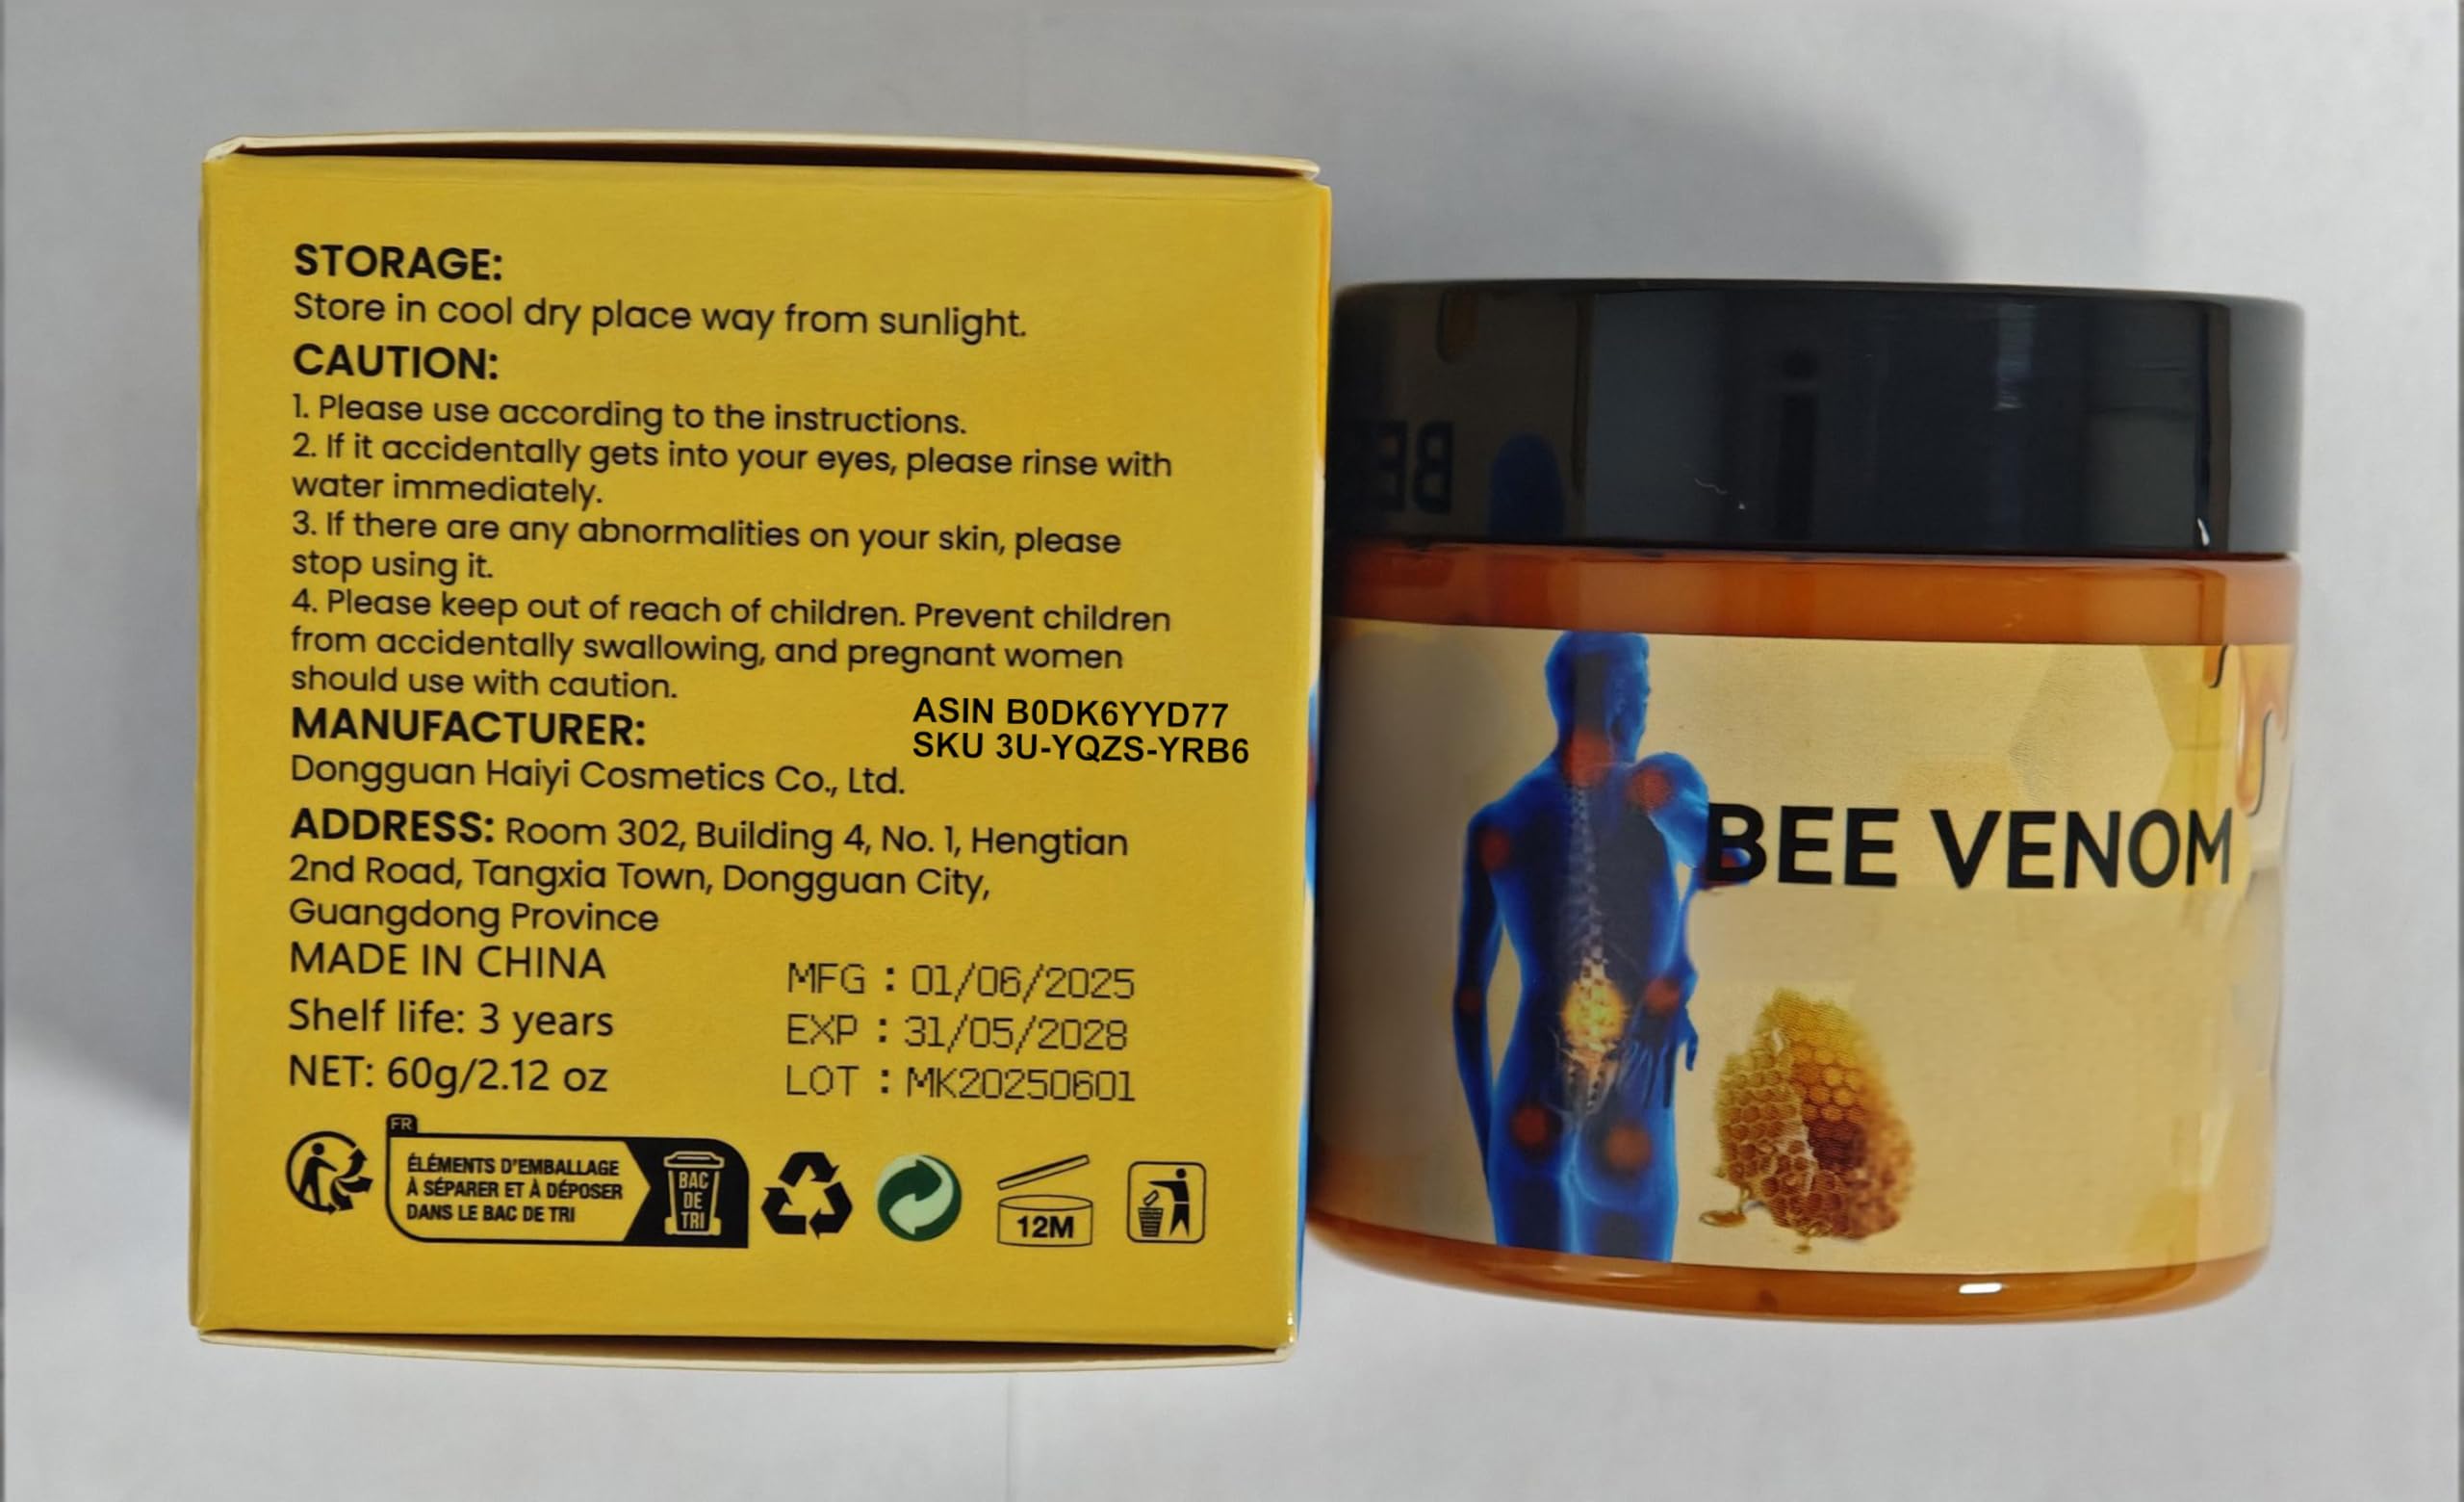 STORAGE:
Store in cool dry place way from sunlight.
CAUTION:
1. Please use according to the instructions.
2. If it accidentally gets into your eyes, please rinse with
water immediately.
3. If there are any abnormalities on your skin, please
stop using it.
4. Please keep out of reach of children. Prevent children
from accidentally swallowing, and pregnant women
should use with caution.
ASIN B0DK6YYD77
SKU 3U-YQZS-YRB6
MANUFACTURER:
Dongguan Haiyi Cosmetics Co., Ltd.
ADDRESS: Room 302, Building 4, No. 1, Hengtian
2nd Road, Tangxia Town, Dongguan City,
Guangdong Province
MADE IN CHINA
Shelf life: 3 years
NET: 60g/2.12 oz
MFG : 01/06/2025
EXP : 31/05/2028
LOT : MK20250601
FR
ÉLÉMENTS D'EMBALLAGE
À SÉPARER ET À DÉPOSER
DANS LE BAC DE TRI
BAC
DE
TRI
12M
BEE VENOM